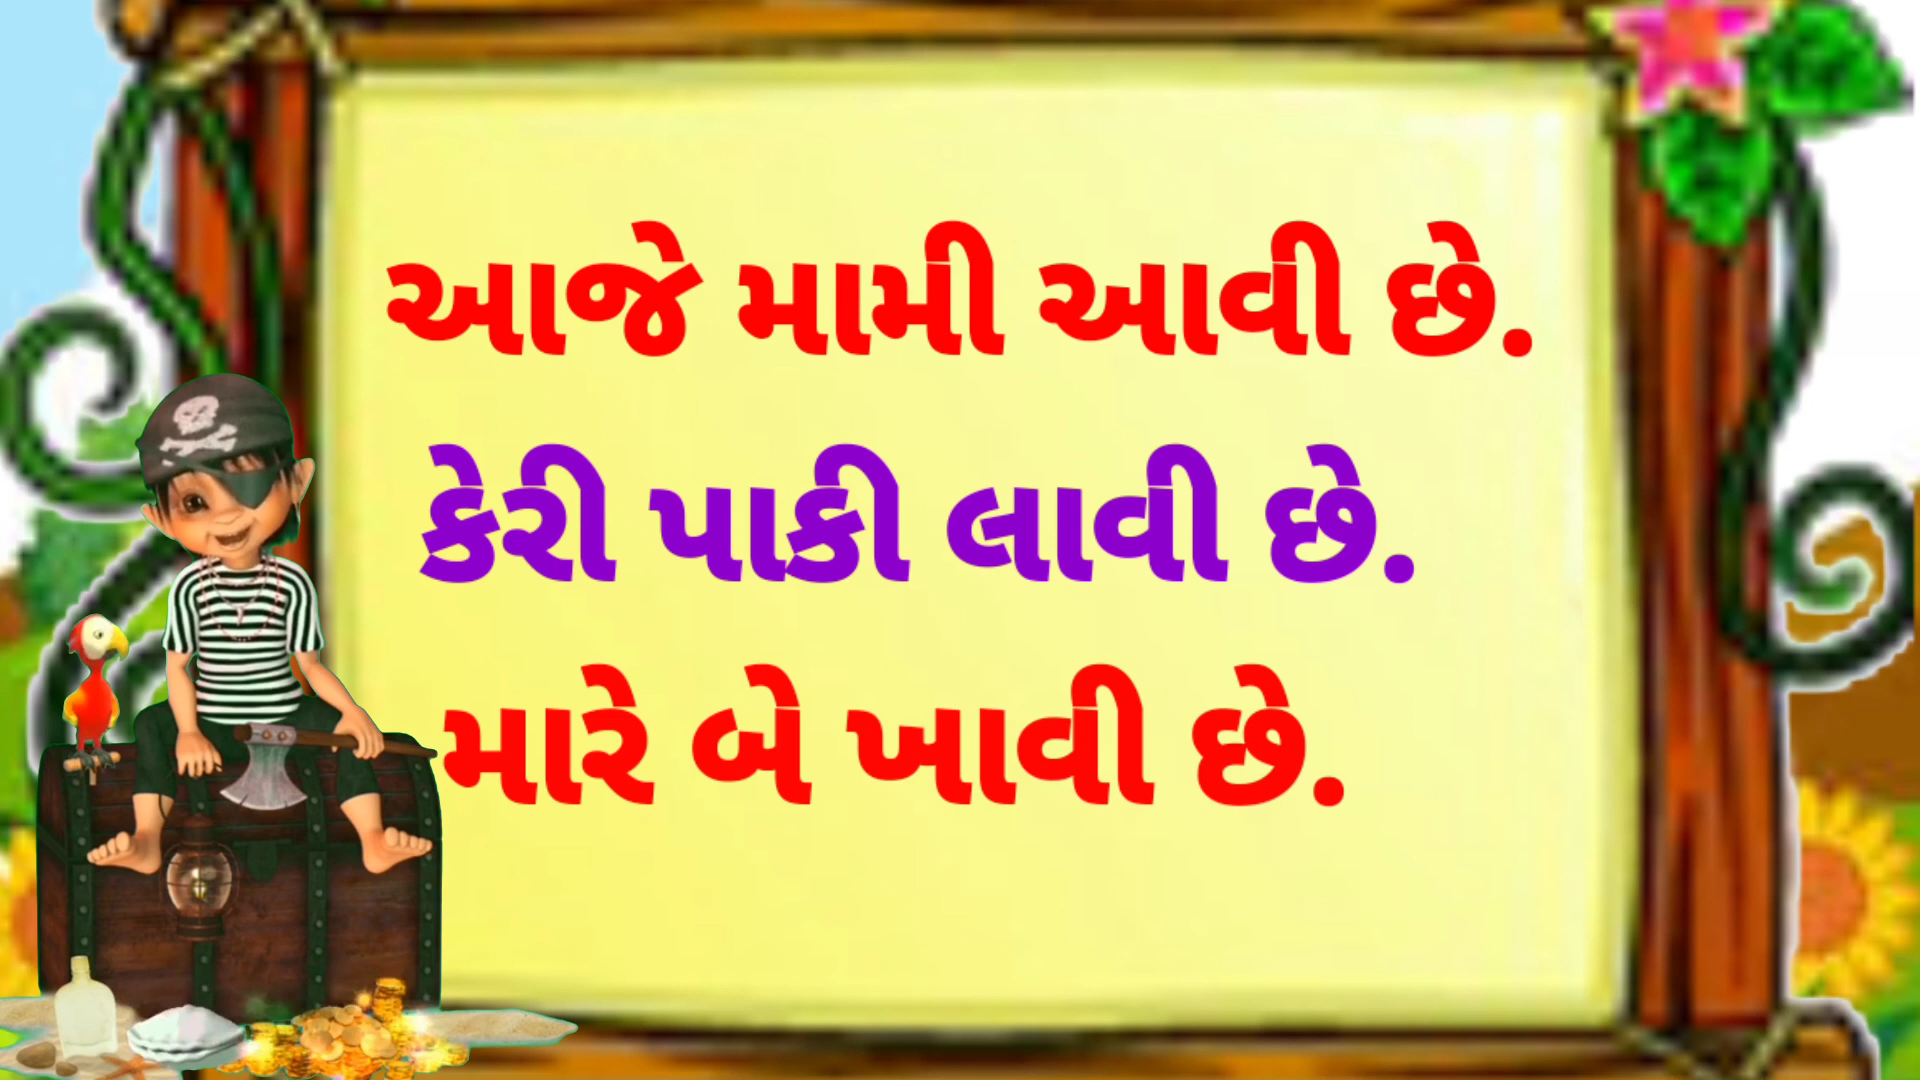 આજે મામી આવી છે.
કેરી પાકી લાવી છે.
મારે બે ખાવી છે.